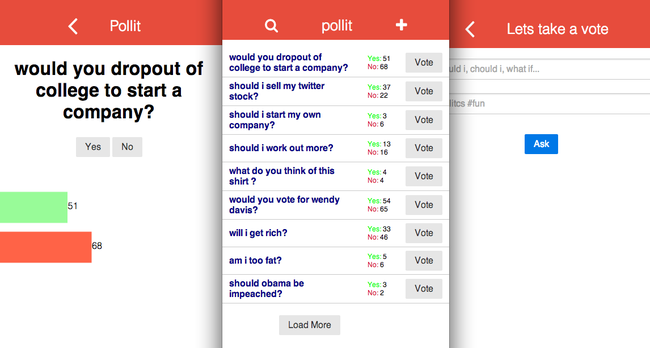 Pollit
would you dropout of
college to start a
company?
Yes No
51
68
pollit
would you dropout of
college to start a company?
Yes: 51
No: 68
Vote
should i sell my twitter
stock?
Yes: 37
No: 22
Vote
should i start my own
company?
Yes: 3
No: 6
Vote
should i work out more?
Yes: 13
No: 16
Vote
what do you think of this
shirt ?
Yes: 4
No: 4
Vote
would you vote for wendy
davis?
Yes: 54
No: 65
Vote
will i get rich?
Yes: 33
No: 46
Vote
am i too fat?
Yes: 5
No: 6
Vote
should obama be
impeached?
Yes: 3
No: 2
Vote
Load More
Lets take a vote
uld i, chould i, what if...
litcs #fun
Ask